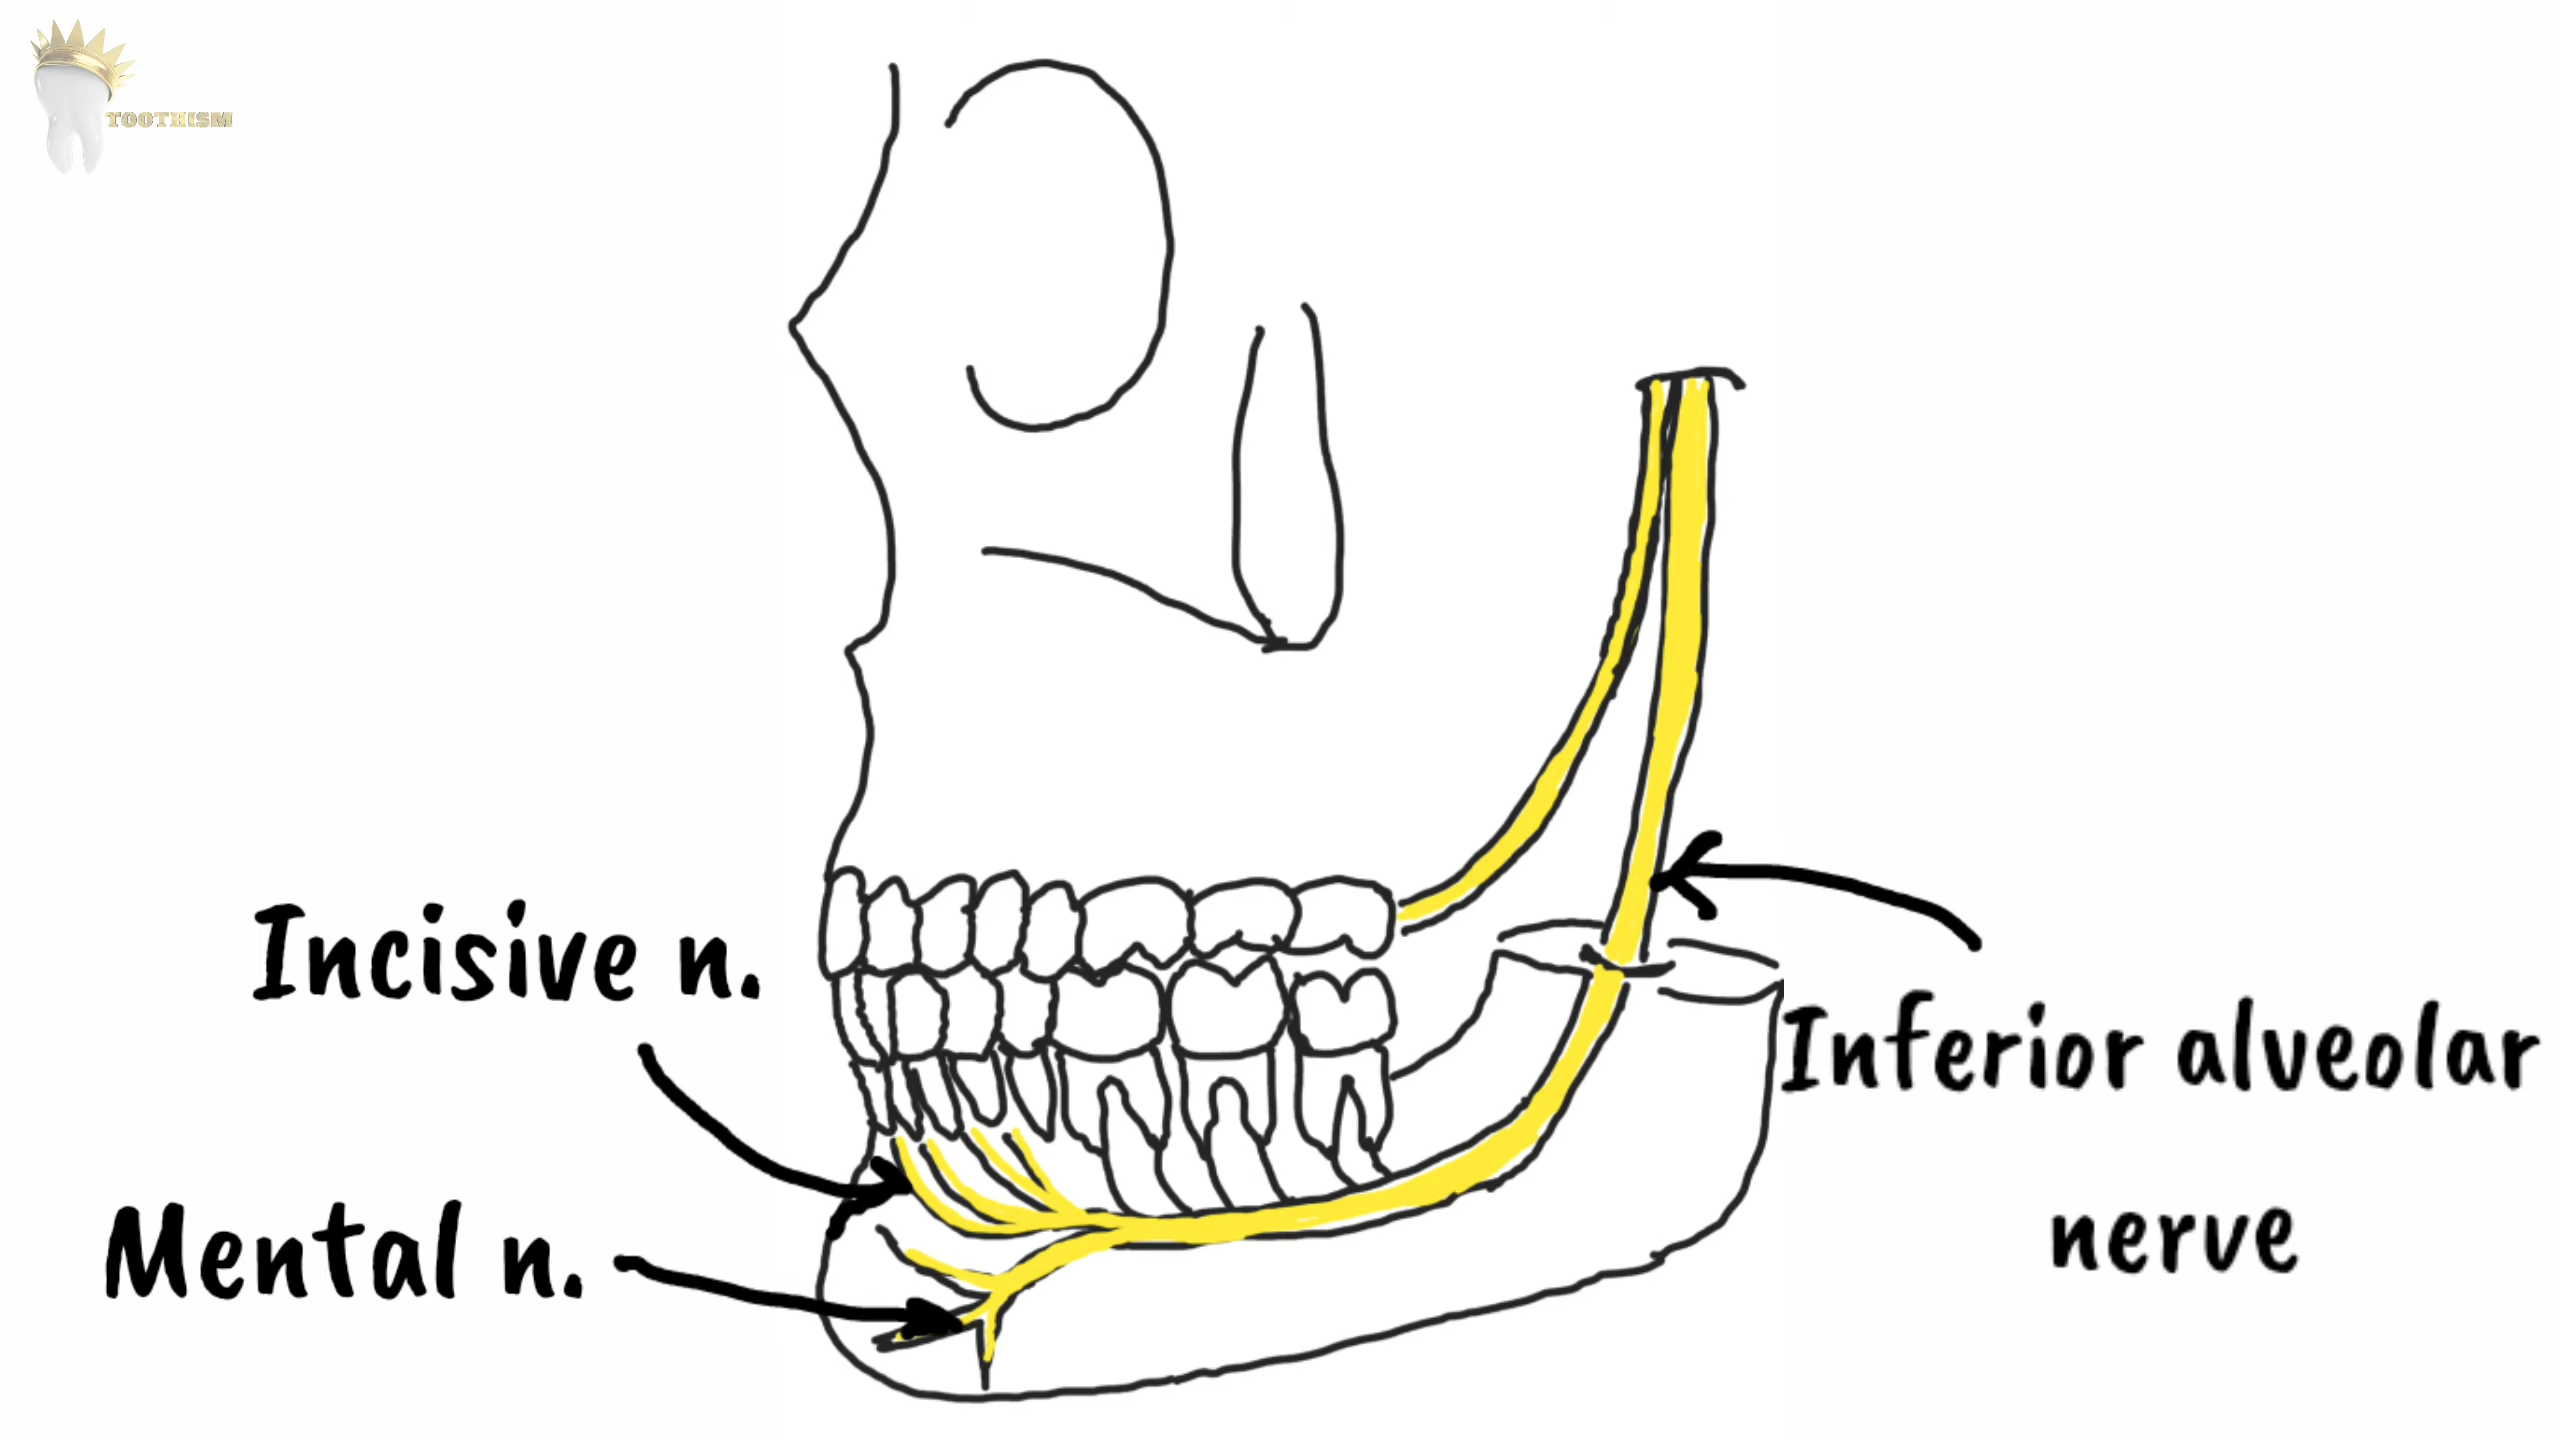 TOOTHISM
Incisive n.
Mental n.
Inferior alveolar
nerve